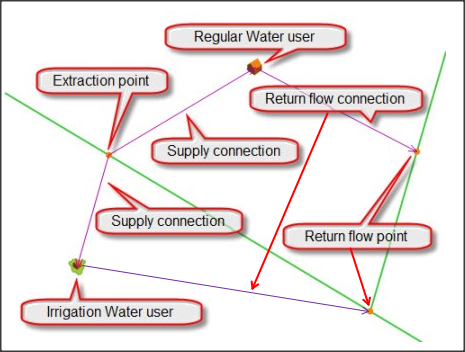 Regular Water user
Extraction point
Return flow connection
Supply connection
Supply connection
Return flow point
Irrigation Water user